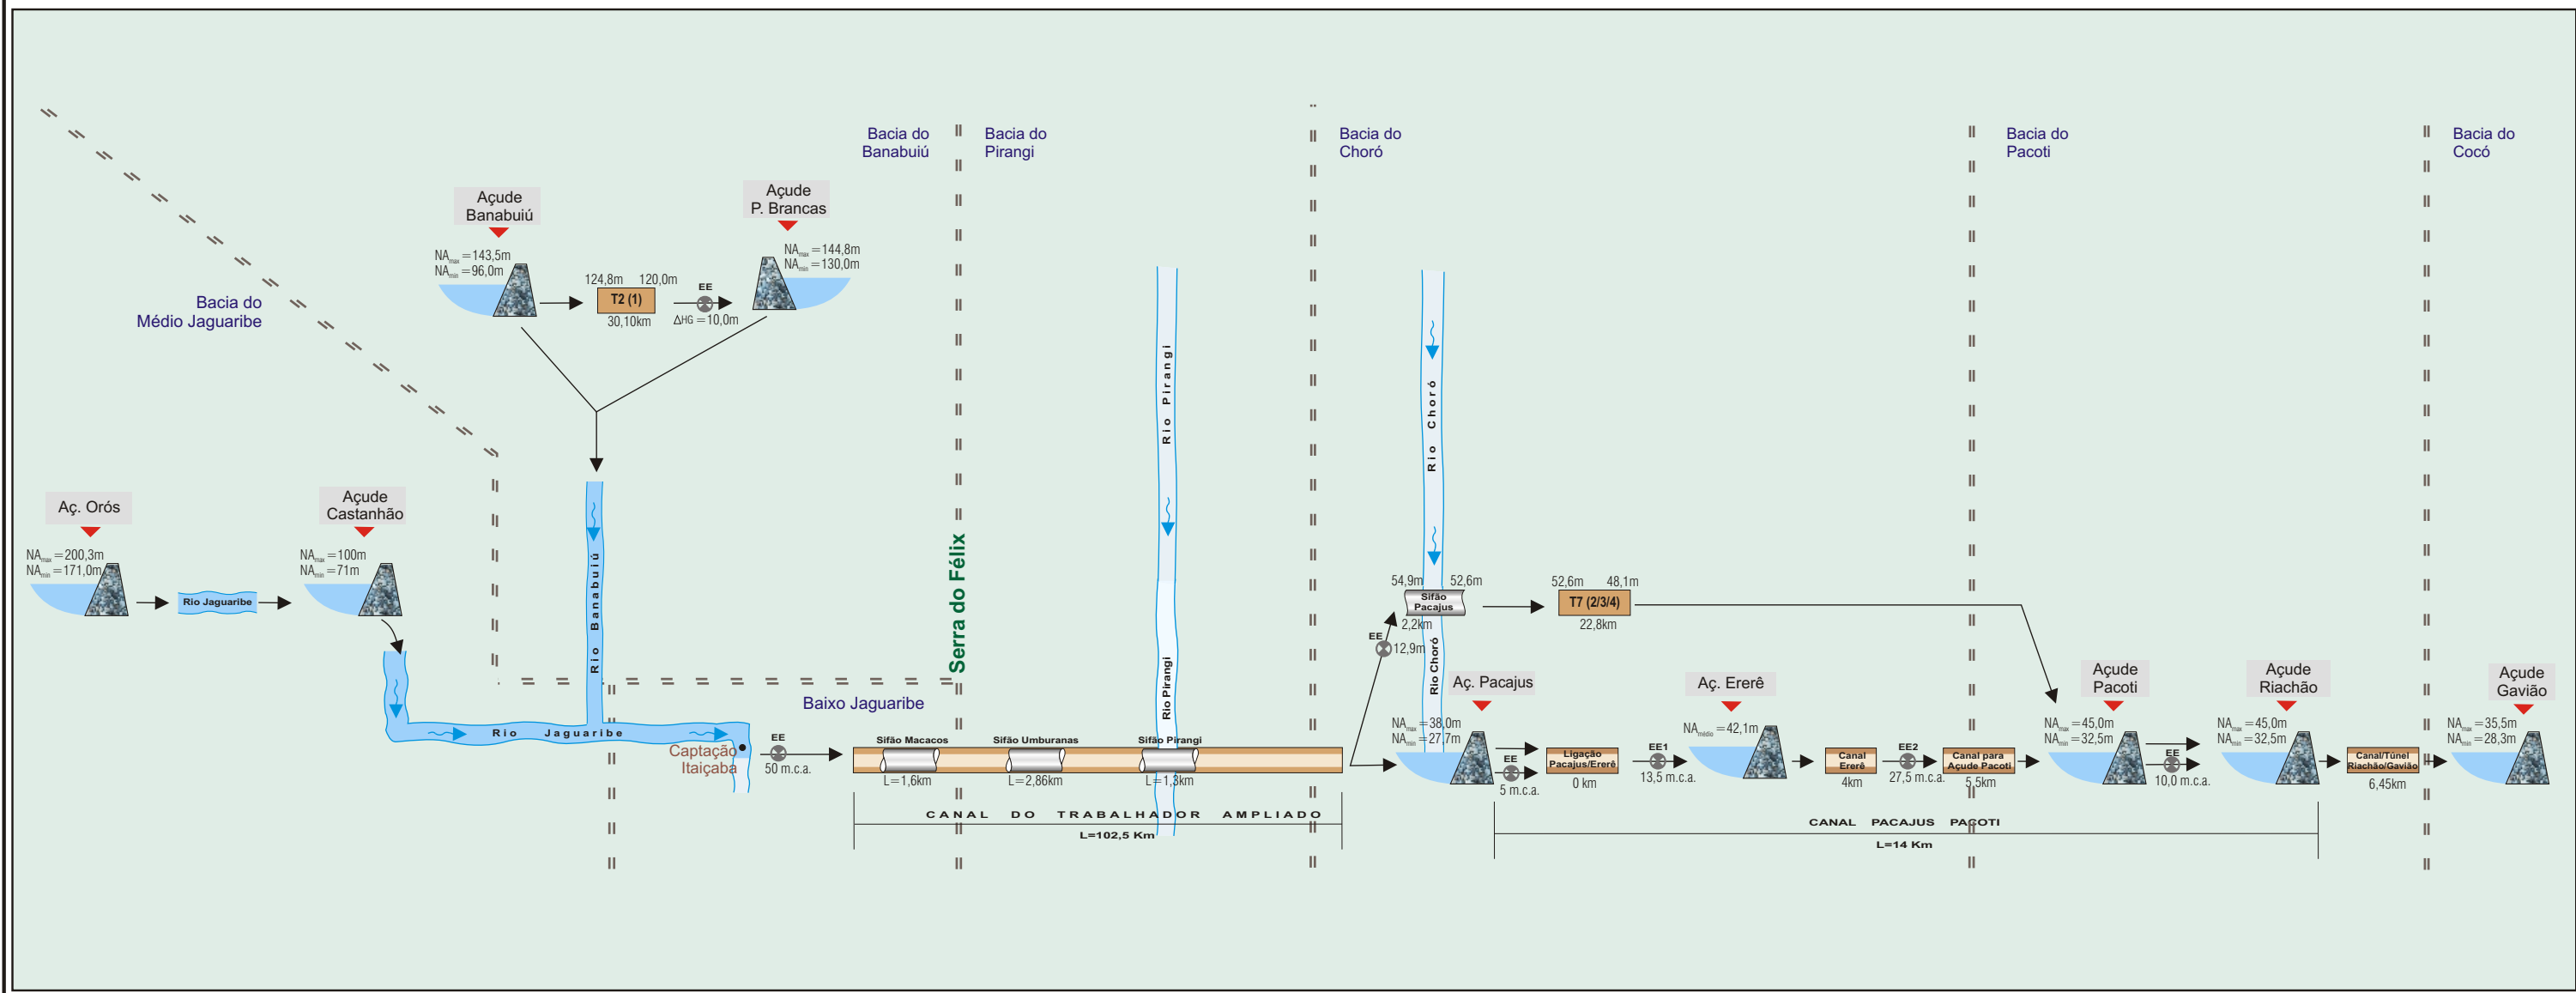 Bacia do
Banabuiú
Bacia do
Pirangi
Bacia do
Choró
Bacia do
Pacoti
Bacia do
Cocó
Bacia do
Médio Jaguaribe
Açude
Banabuiú
NAmax=143,5m
NAmin=96,0m
124,8m 120,0m
T2 (1)
30,10km
EE
ΔHG=10,0m
Açude
P. Brancas
NAmax=144,8m
NAmin=130,0m
Rio Pirangi
Rio Choró
Aç. Orós
NAmax=200,3m
NAmin=171,0m
Rio Jaguaribe
Açude
Castanhão
NAmax=100m
NAmin=71m
Rio Banabuiú
Serra do Félix
Baixo Jaguaribe
Rio Jaguaribe
Captação
Itaiçaba
EE
50 m.c.a.
Sifão Macacos
L=1,6km
Sifão Umburanas
L=2,86km
Rio Pirangi
Sifão Pirangi
L=1,3km
CANAL DO TRABALHADOR AMPLIADO
L=102,5 Km
54,9m 52,6m
Sifão
Pacajus
2,2km
EE
12,9m
Rio Choró
52,6m 48,1m
T7 (2/3/4)
22,8km
Aç. Pacajus
NAmax=38,0m
NAmin=27,7m
EE
5 m.c.a.
Ligação
Pacajus/Ererê
0 km
EE1
13,5 m.c.a.
Aç. Ererê
NAmédio=42,1m
Canal
Ererê
4km
EE2
27,5 m.c.a.
Canal para
Açude Pacoti
5,5km
Açude
Pacoti
NAmax=45,0m
NAmin=32,5m
EE
10,0 m.c.a.
Açude
Riachão
NAmax=45,0m
NAmin=32,5m
Canal/Túnel
Riachão/Gavião
6,45km
Açude
Gavião
NAmax=35,5m
NAmin=28,3m
CANAL PACAJUS PACOTI
L=14 Km